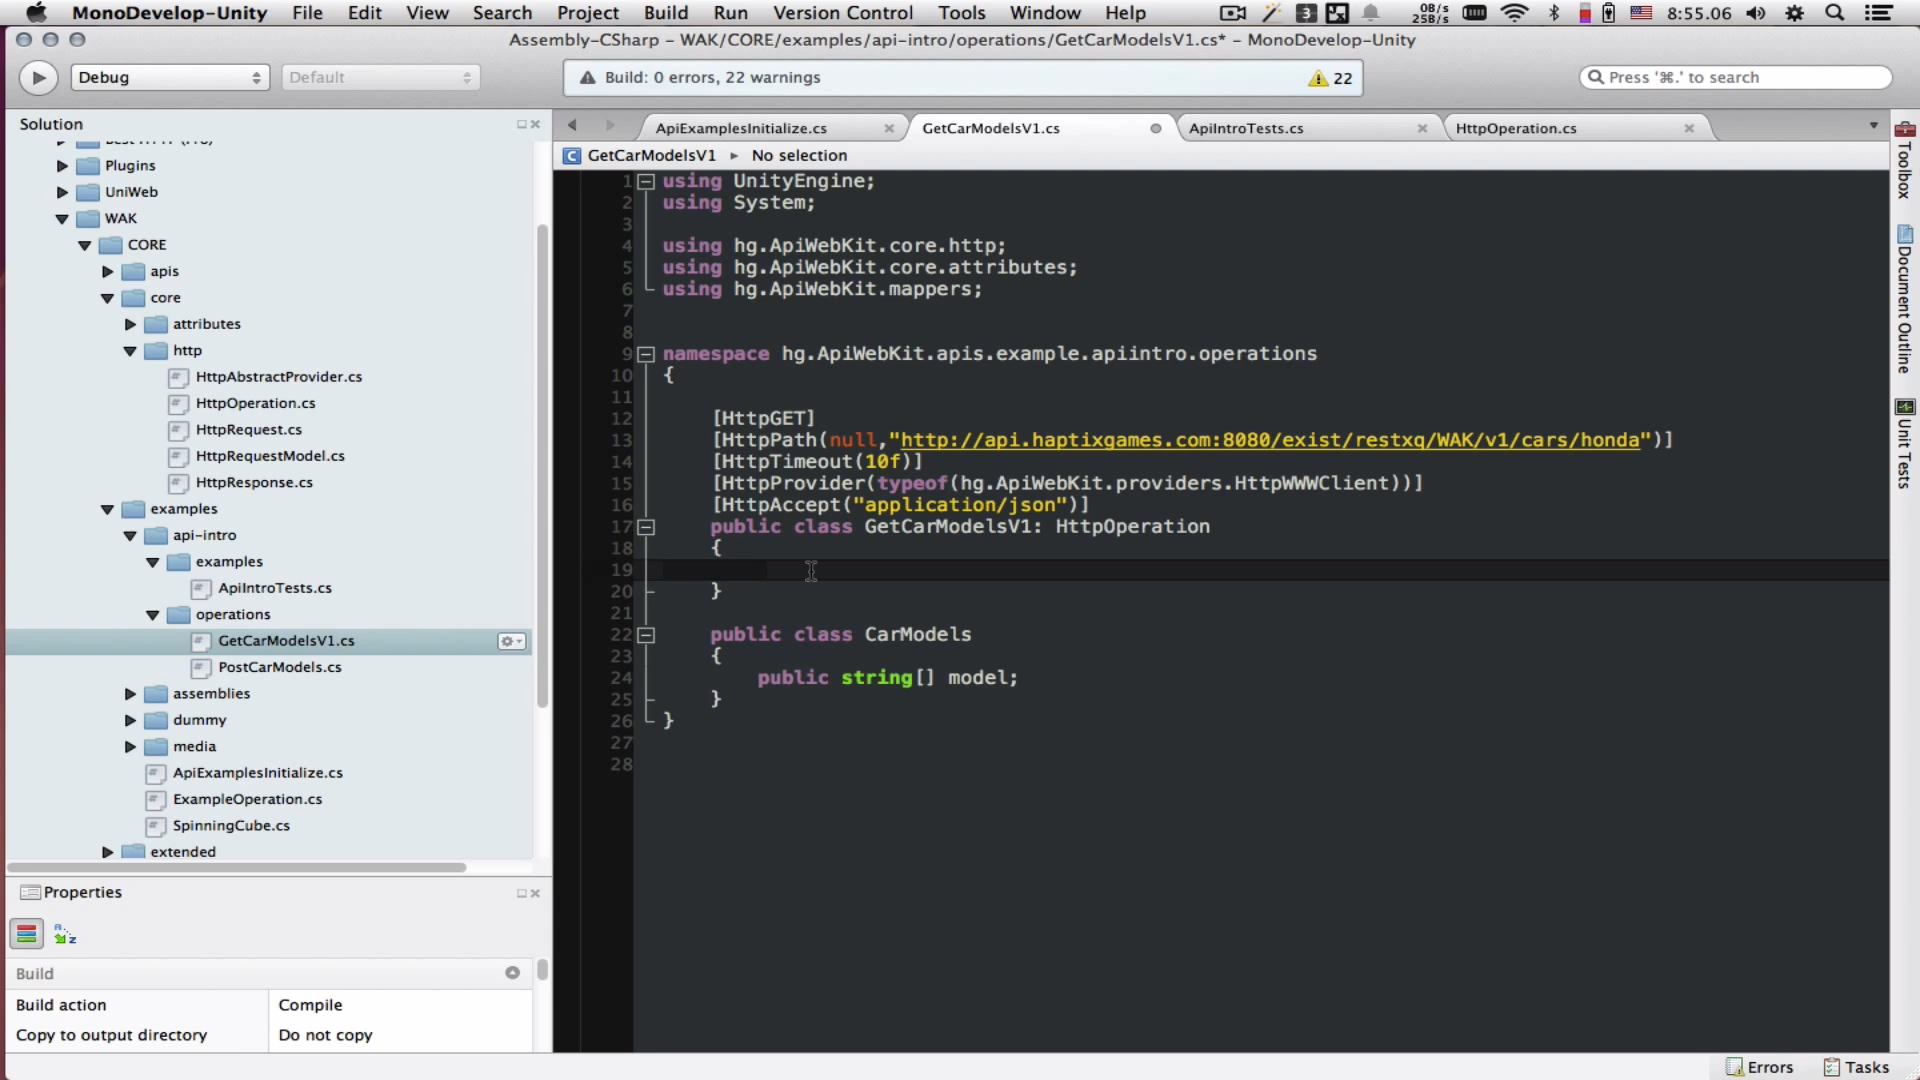 MonoDevelop-Unity File Edit View Search Project Build Run Version Control Tools Window Help 3 0B/s 25B/s 8:55.06
Assembly-CSharp – WAK/CORE/examples/api-intro/operations/GetCarModelsV1.cs* – MonoDevelop-Unity
Debug Default Build: 0 errors, 22 warnings 22 Press '⌘.' to search
Solution
ApiExamplesInitialize.cs GetCarModelsV1.cs ApiIntroTests.cs HttpOperation.cs
GetCarModelsV1 ▸ No selection
Plugins
UniWeb
WAK
CORE
apis
core
attributes
http
HttpAbstractProvider.cs
HttpOperation.cs
HttpRequest.cs
HttpRequestModel.cs
HttpResponse.cs
examples
api-intro
examples
ApiIntroTests.cs
operations
GetCarModelsV1.cs
PostCarModels.cs
assemblies
dummy
media
ApiExamplesInitialize.cs
ExampleOperation.cs
SpinningCube.cs
extended
Properties
Build
Build action Compile
Copy to output directory Do not copy
1 using UnityEngine;
2 using System;
3
4 using hg.ApiWebKit.core.http;
5 using hg.ApiWebKit.core.attributes;
6 using hg.ApiWebKit.mappers;
7
8
9 namespace hg.ApiWebKit.apis.example.apiintro.operations
10 {
11
12 [HttpGET]
13 [HttpPath(null,"http://api.haptixgames.com:8080/exist/restxq/WAK/v1/cars/honda")]
14 [HttpTimeout(10f)]
15 [HttpProvider(typeof(hg.ApiWebKit.providers.HttpWWWClient))]
16 [HttpAccept("application/json")]
17 public class GetCarModelsV1: HttpOperation
18 {
19
20 }
21
22 public class CarModels
23 {
24 public string[] model;
25 }
26 }
27
28
Toolbox
Document Outline
Unit Tests
Errors Tasks